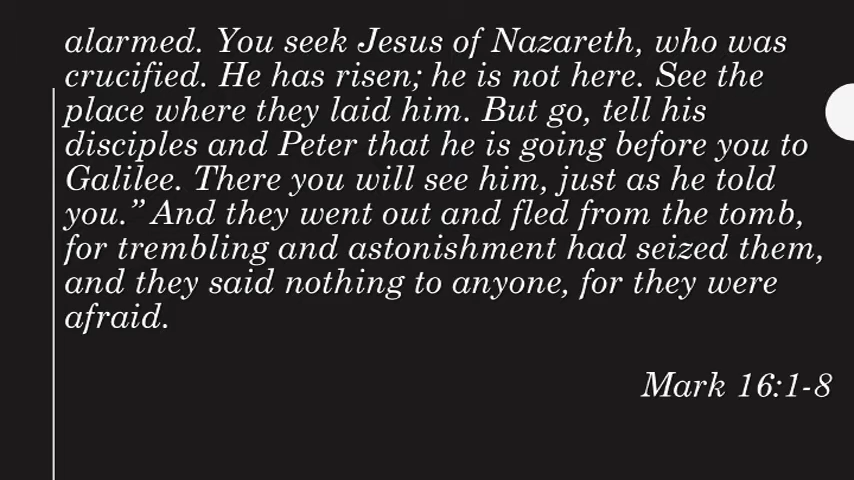 alarmed. You seek Jesus of Nazareth, who was
crucified. He has risen; he is not here. See the
place where they laid him. But go, tell his
disciples and Peter that he is going before you to
Galilee. There you will see him, just as he told
you.” And they went out and fled from the tomb,
for trembling and astonishment had seized them,
and they said nothing to anyone, for they were
afraid.
Mark 16:1-8